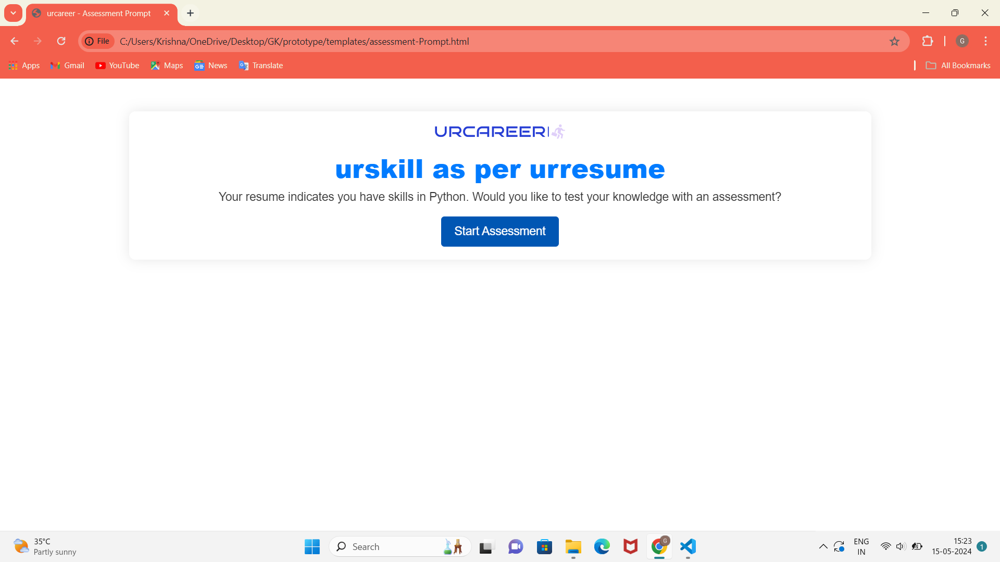 urcareer - Assessment Prompt
File C:/Users/Krishna/OneDrive/Desktop/GK/prototype/templates/assessment-Prompt.html G
Apps Gmail YouTube Maps News Translate All Bookmarks
URCAREER
urskill as per urresume
Your resume indicates you have skills in Python. Would you like to test your knowledge with an assessment?
Start Assessment
35°C
Partly sunny
Search
G
ENG
IN
15:23
15-05-2024
1